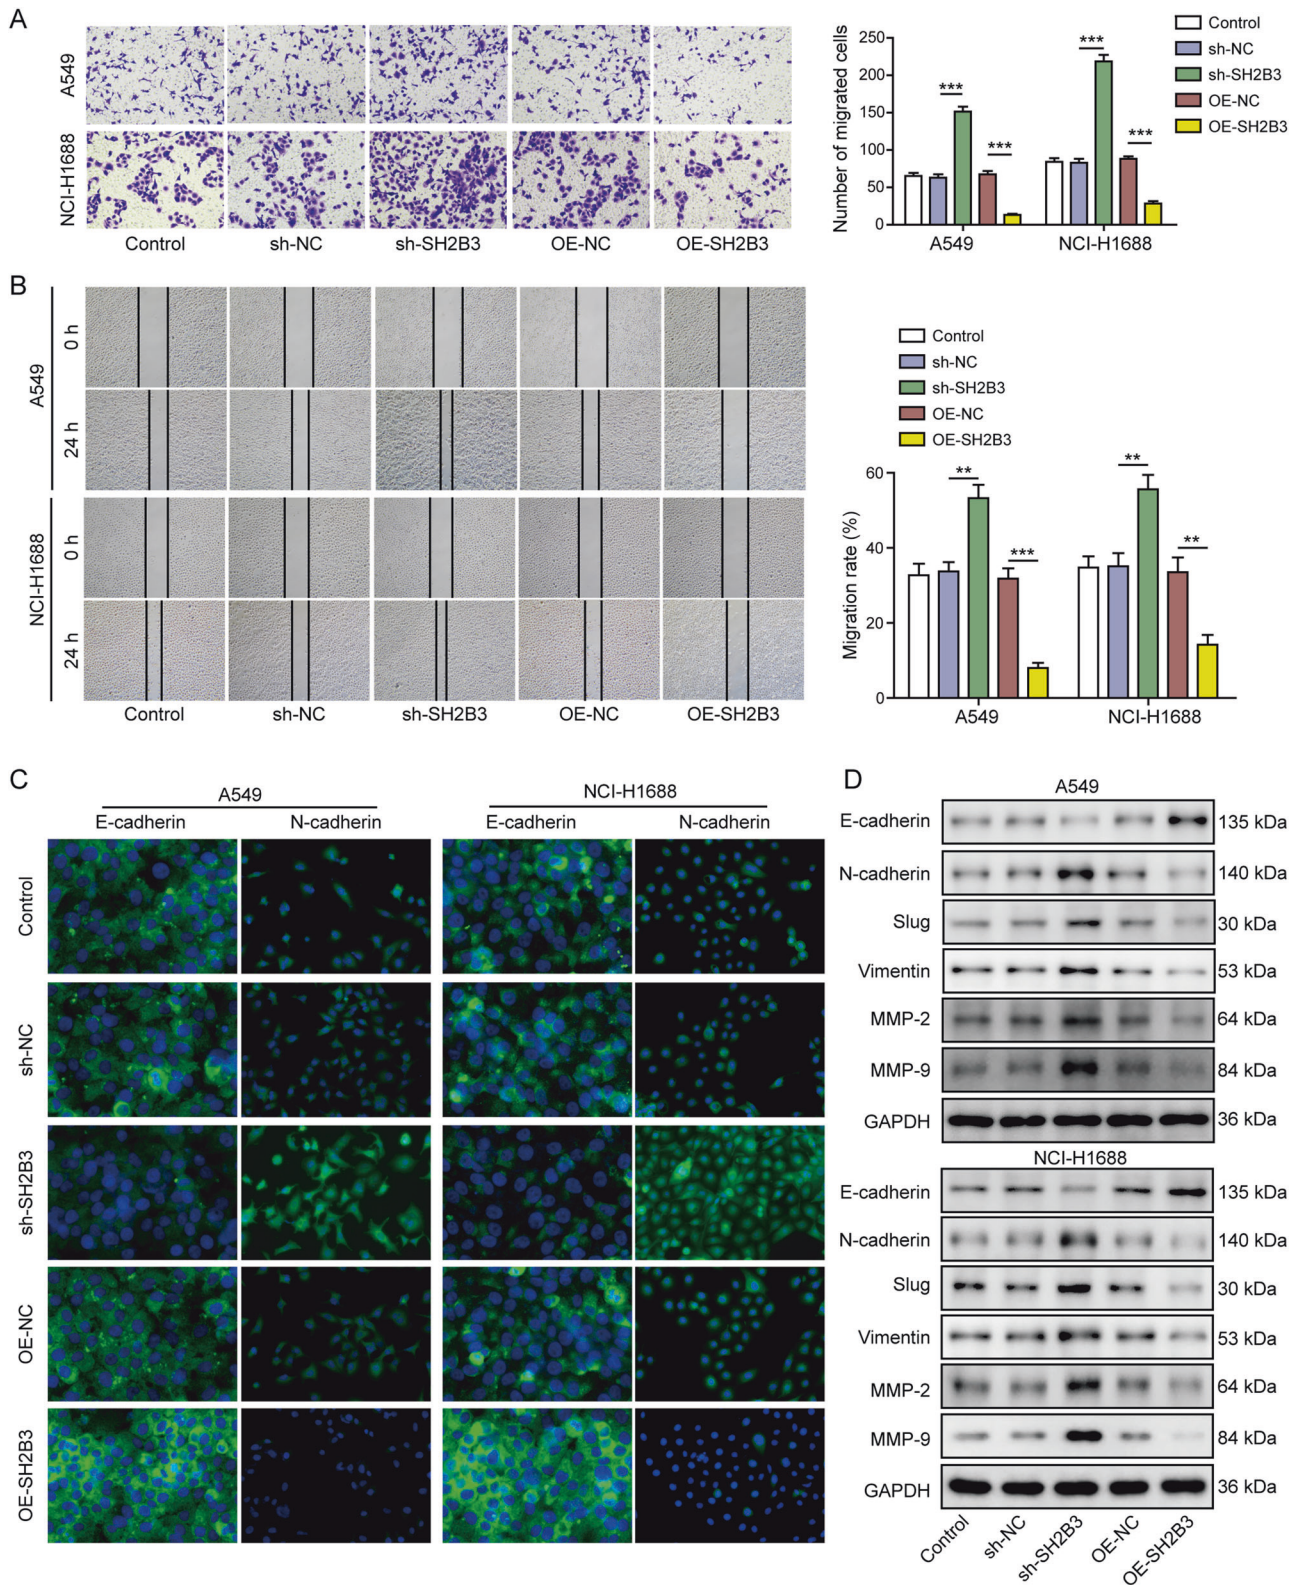 A
A549
NCI-H1688
Control sh-NC sh-SH2B3 OE-NC OE-SH2B3
Number of migrated cells
250
200
150
100
50
0
*** *** *** ***
A549 NCI-H1688
Control
sh-NC
sh-SH2B3
OE-NC
OE-SH2B3
B
A549
0 h
24 h
NCI-H1688
0 h
24 h
Control sh-NC sh-SH2B3 OE-NC OE-SH2B3
Control
sh-NC
sh-SH2B3
OE-NC
OE-SH2B3
Migration rate (%)
60
40
20
0
** *** ** **
A549 NCI-H1688
C
A549 NCI-H1688
E-cadherin N-cadherin E-cadherin N-cadherin
Control
sh-NC
sh-SH2B3
OE-NC
OE-SH2B3
D
A549
E-cadherin 135 kDa
N-cadherin 140 kDa
Slug 30 kDa
Vimentin 53 kDa
MMP-2 64 kDa
MMP-9 84 kDa
GAPDH 36 kDa
NCI-H1688
E-cadherin 135 kDa
N-cadherin 140 kDa
Slug 30 kDa
Vimentin 53 kDa
MMP-2 64 kDa
MMP-9 84 kDa
GAPDH 36 kDa
Control sh-NC sh-SH2B3 OE-NC OE-SH2B3